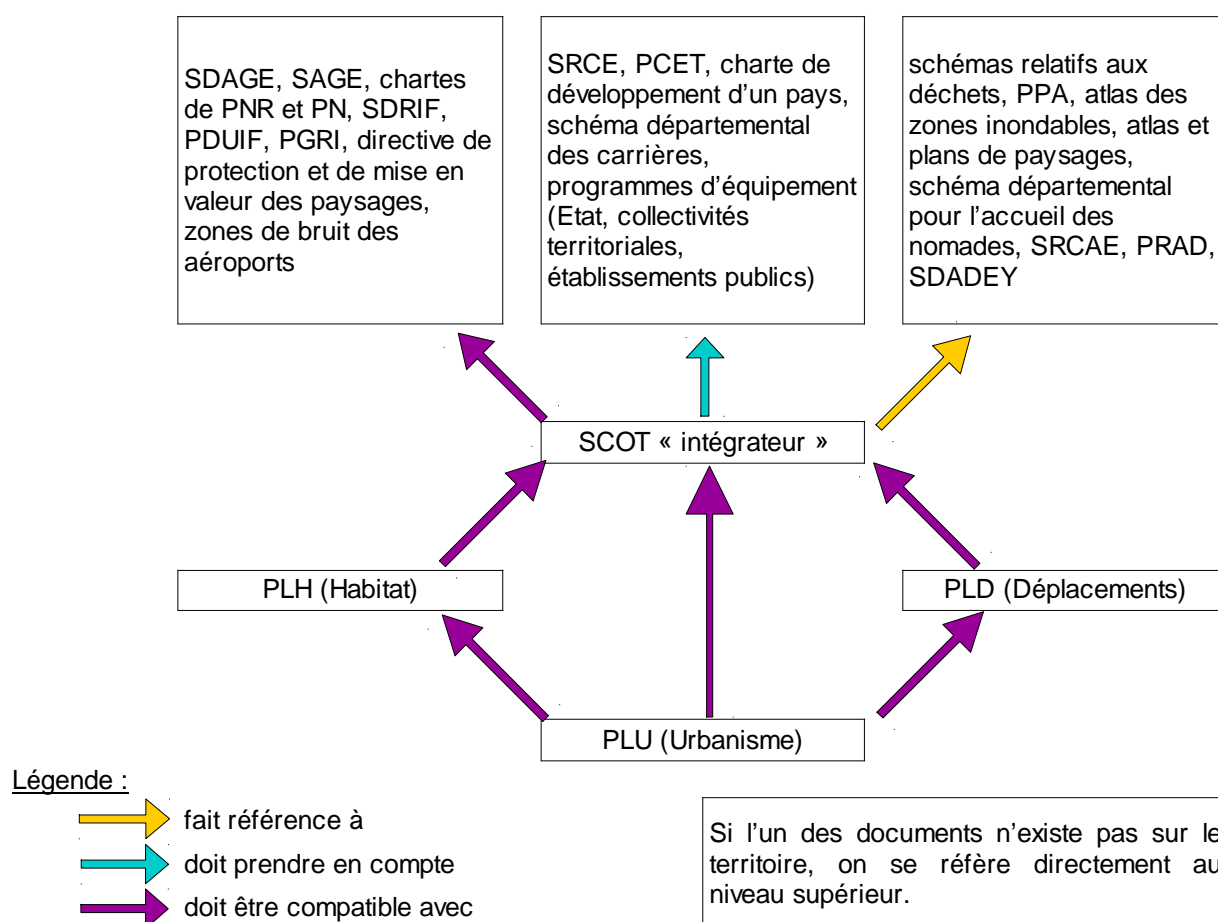 SDAGE, SAGE, chartes
de PNR et PN, SDRIF,
PDUIF, PGRI, directive de
protection et de mise en
valeur des paysages,
zones de bruit des
aéroports
SRCE, PCET, charte de
développement d'un pays,
schéma départemental
des carrières,
programmes d'équipement
(Etat, collectivités
territoriales,
établissements publics)
schémas relatifs aux
déchets, PPA, atlas des
zones inondables, atlas et
plans de paysages,
schéma départemental
pour l'accueil des
nomades, SRCAE, PRAD,
SDADEY
SCOT « intégrateur »
PLH (Habitat)
PLD (Déplacements)
PLU (Urbanisme)
Légende :
fait référence à
doit prendre en compte
doit être compatible avec
Si l'un des documents n'existe pas sur le
territoire, on se réfère directement au
niveau supérieur.